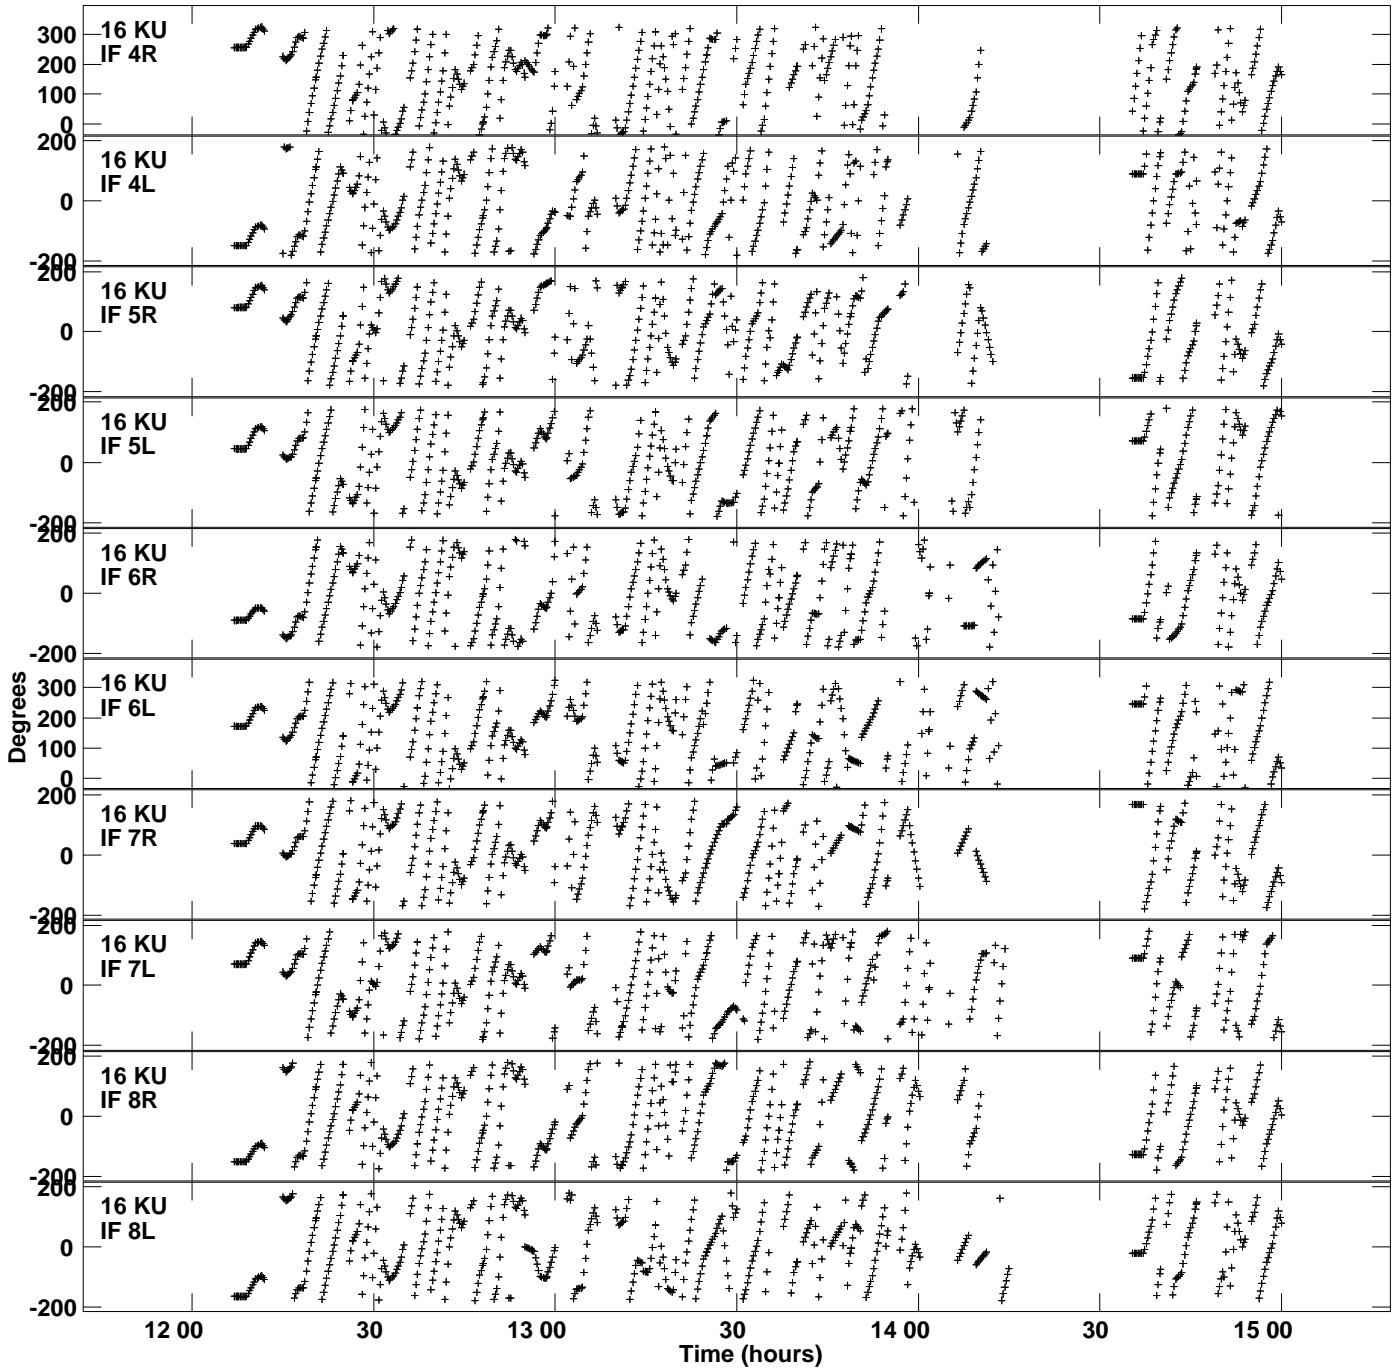 300
200
100
0
16 KU
IF 4R
200
0
-200
16 KU
IF 4L
200
0
-200
16 KU
IF 5R
200
0
-200
16 KU
IF 5L
200
0
-200
16 KU
IF 6R
300
200
100
0
16 KU
IF 6L
200
0
-200
16 KU
IF 7R
200
0
-200
16 KU
IF 7L
200
0
-200
16 KU
IF 8R
200
0
-200
16 KU
IF 8L
Degrees
12 00
30
13 00
30
14 00
30
15 00
Time (hours)